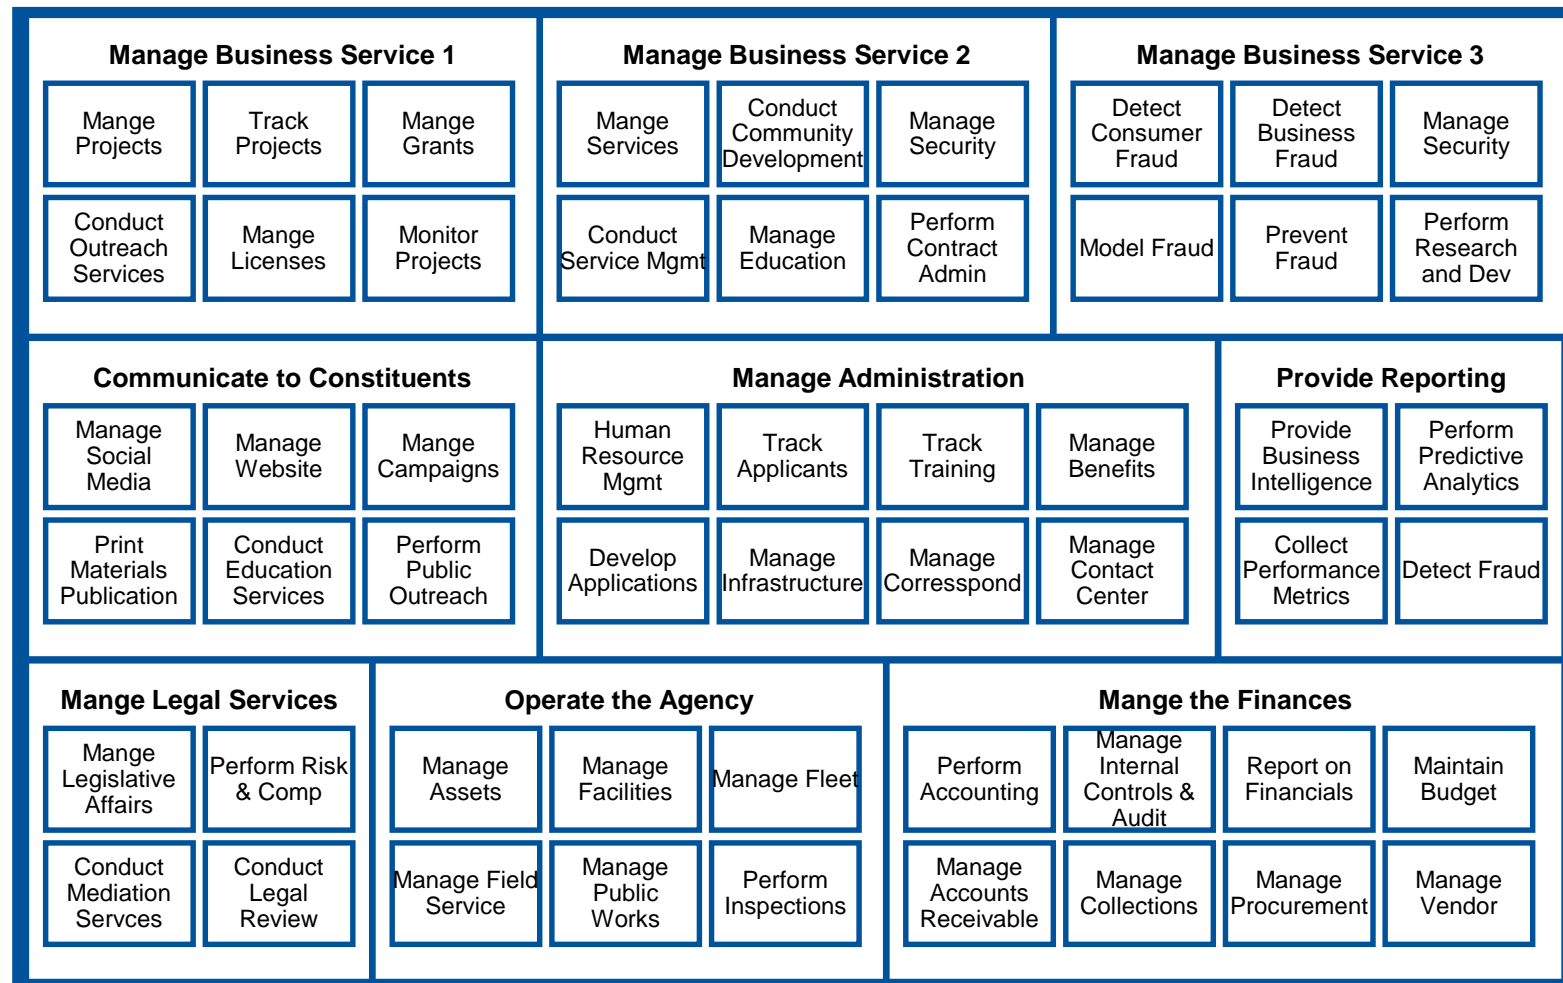 Manage Business Service 1
Mange
Projects
Track
Projects
Mange
Grants
Conduct
Outreach
Services
Mange
Licenses
Monitor
Projects
Manage Business Service 2
Mange
Services
Conduct
Community
Development
Manage
Security
Conduct
Service Mgmt
Manage
Education
Perform
Contract
Admin
Manage Business Service 3
Detect
Consumer
Fraud
Detect
Business
Fraud
Manage
Security
Model Fraud
Prevent
Fraud
Perform
Research
and Dev
Communicate to Constituents
Manage
Social
Media
Manage
Website
Mange
Campaigns
Print
Materials
Publication
Conduct
Education
Services
Perform
Public
Outreach
Manage Administration
Human
Resource
Mgmt
Track
Applicants
Track
Training
Manage
Benefits
Develop
Applications
Manage
Infrastructure
Manage
Corresspond
Manage
Contact
Center
Provide Reporting
Provide
Business
Intelligence
Perform
Predictive
Analytics
Collect
Performance
Metrics
Detect Fraud
Mange Legal Services
Mange
Legislative
Affairs
Perform Risk
& Comp
Conduct
Mediation
Servces
Conduct
Legal
Review
Operate the Agency
Manage
Assets
Manage
Facilities
Manage Fleet
Manage Field
Service
Manage
Public
Works
Perform
Inspections
Mange the Finances
Perform
Accounting
Manage
Internal
Controls &
Audit
Report on
Financials
Maintain
Budget
Manage
Accounts
Receivable
Manage
Collections
Manage
Procurement
Manage
Vendor